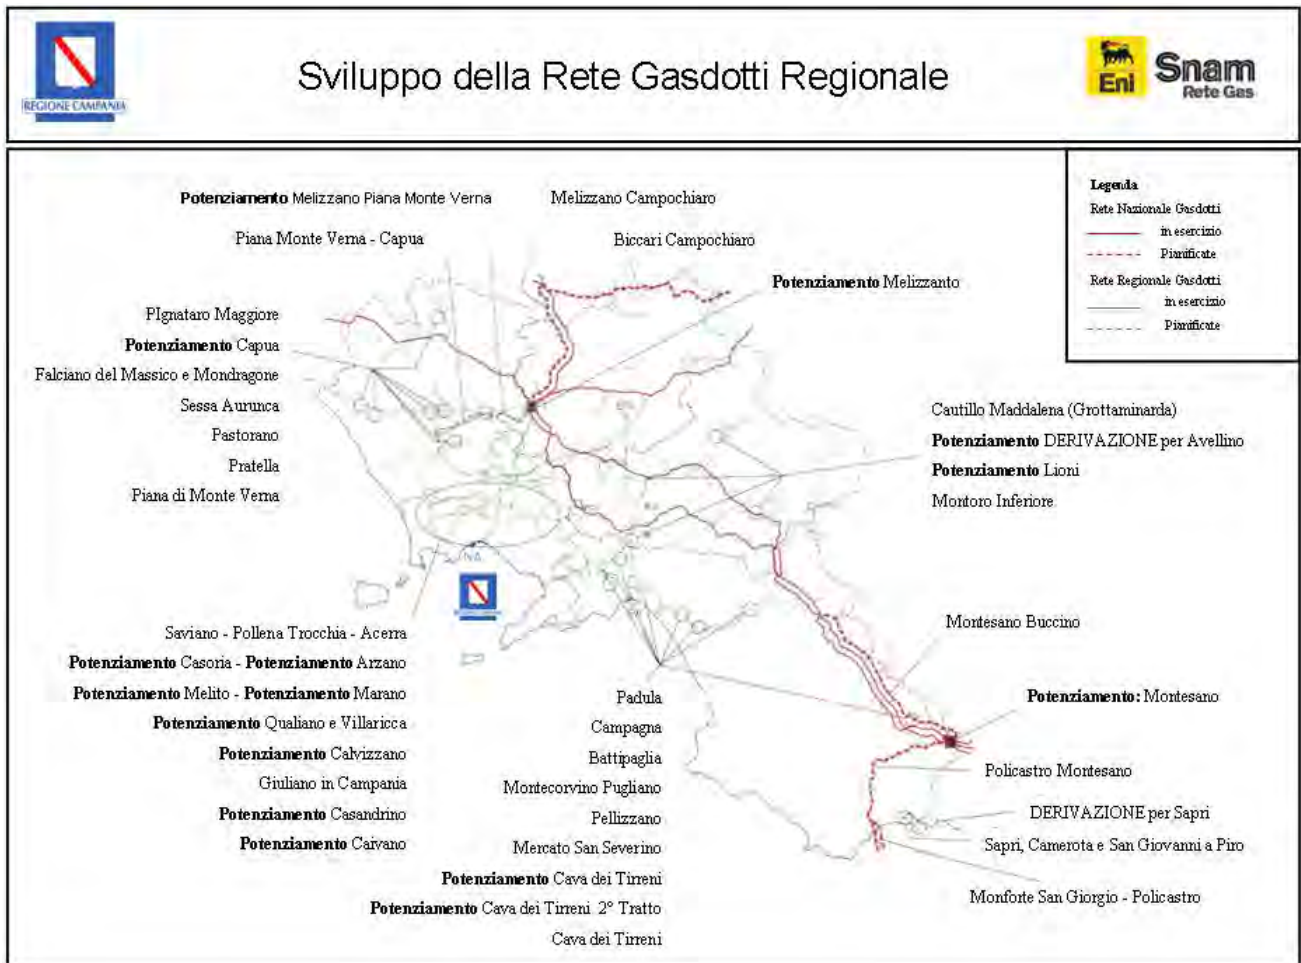 REGIONE CAMPANIA
Sviluppo della Rete Gasdotti Regionale
Eni
Snam
Rete Gas
Legenda
Rete Nazionale Gasdotti
in esercizio
Pianificate
Rete Regionale Gasdotti
in esercizio
Pianificate
Potenziamento Melizzano Piana Monte Verna
Melizzano Campochiaro
Piana Monte Verna - Capua
Biccari Campochiaro
Potenziamento Melizzanto
PIgnataro Maggiore
Potenziamento Capua
Falciano del Massico e Mondragone
Sessa Aurunca
Pastorano
Pratella
Piana di Monte Verna
Cautillo Maddalena (Grottaminarda)
Potenziamento DERIVAZIONE per Avellino
Potenziamento Lioni
Montoro Inferiore
Saviano - Pollena Trocchia - Acerra
Potenziamento Casoria - Potenziamento Arzano
Potenziamento Melito - Potenziamento Marano
Potenziamento Qualiano e Villaricca
Potenziamento Calvizzano
Giuliano in Campania
Potenziamento Casandrino
Potenziamento Caivano
Padula
Campagna
Battipaglia
Montecorvino Pugliano
Pellizzano
Mercato San Severino
Potenziamento Cava dei Tirreni
Potenziamento Cava dei Tirreni 2° Tratto
Cava dei Tirreni
Montesano Buccino
Potenziamento: Montesano
Policastro Montesano
DERIVAZIONE per Sapri
Sapri, Camerota e San Giovanni a Piro
Monforte San Giorgio - Policastro